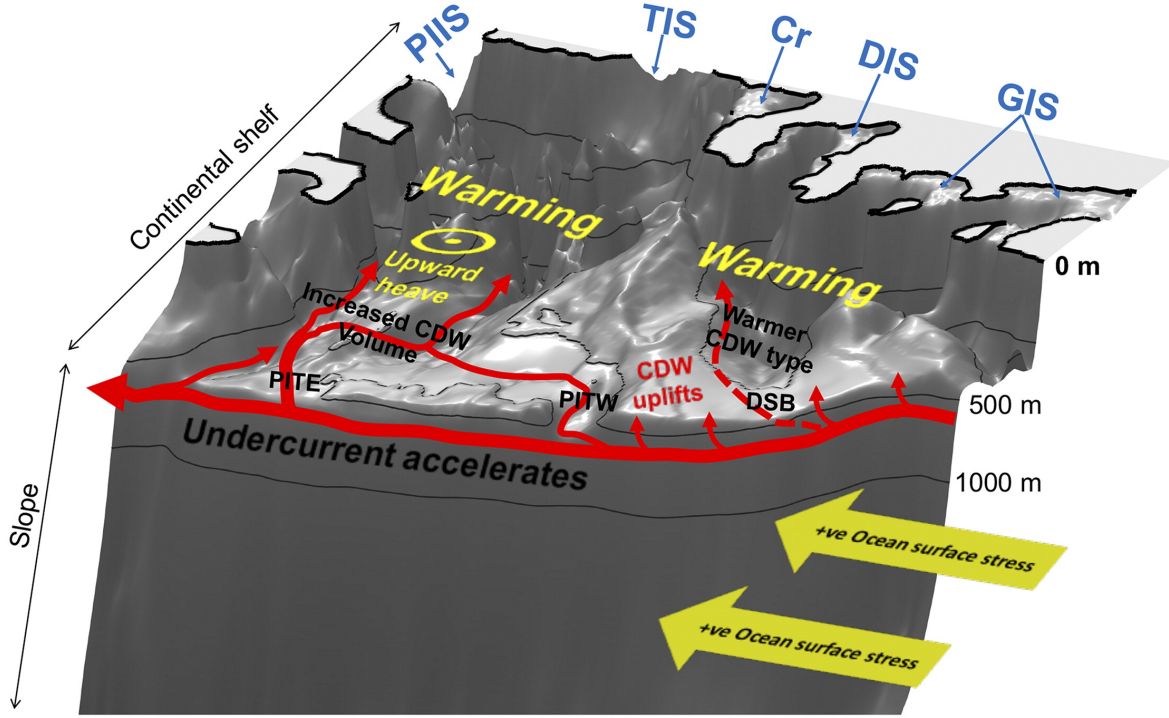 PIIS
TIS
Cr
DIS
GIS
Continental shelf
Warming
Upward
heave
Warming
0 m
Increased CDW
Volume
Warmer
CDW type
CDW
uplifts
PITE
PITW
DSB
500 m
Undercurrent accelerates
1000 m
Slope
+ve Ocean surface stress
+ve Ocean surface stress